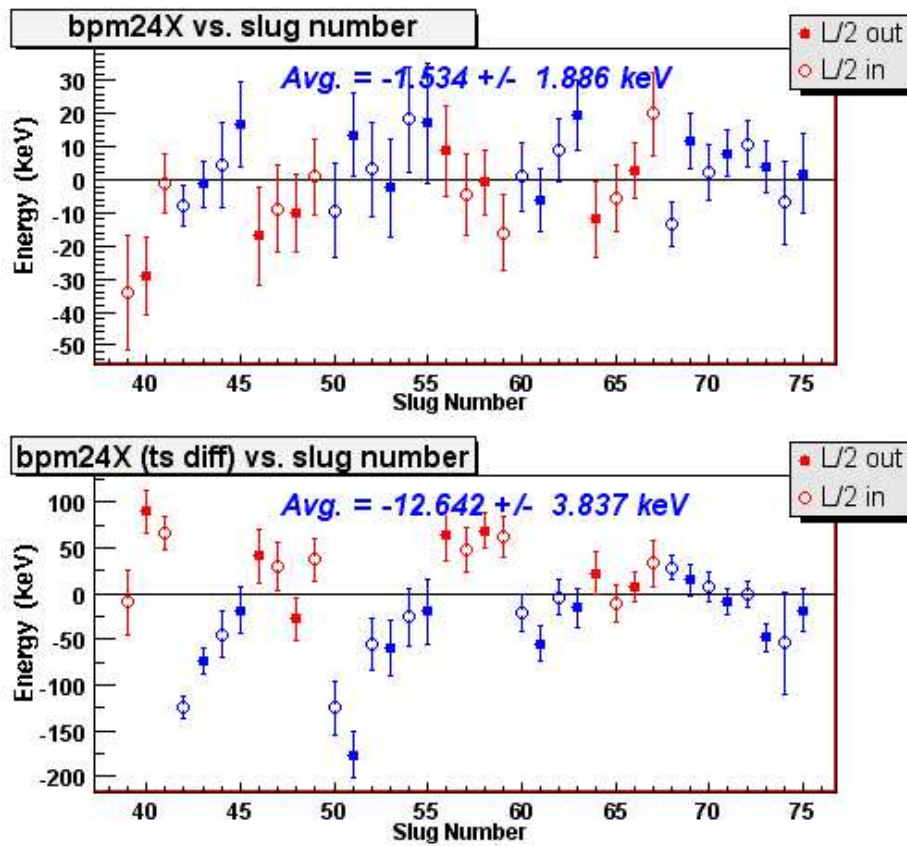 bpm24X vs. slug number
L/2 out
L/2 in
Avg. = -1.534 +/- 1.886 keV
Energy (keV)
30
20
10
0
-10
-20
-30
-40
-50
40 45 50 55 60 65 70 75
Slug Number
bpm24X (ts diff) vs. slug number
L/2 out
L/2 in
Avg. = -12.642 +/- 3.837 keV
Energy (keV)
100
50
0
-50
-100
-150
-200
40 45 50 55 60 65 70 75
Slug Number